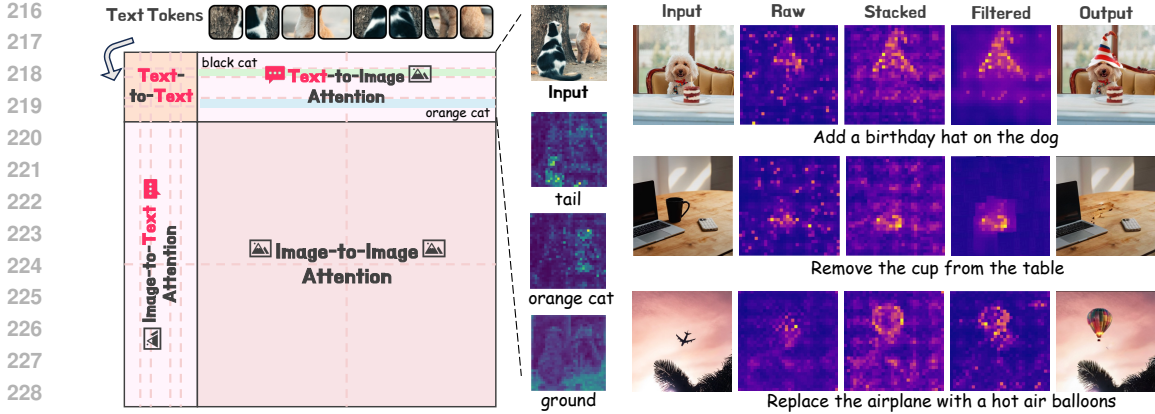 216
217
218
219
220
221
222
223
224
225
226
227
228
Text Tokens
Text-
to-Text
black cat
Text-to-Image
Attention
orange cat
Image-to-Text
Attention
Image-to-Image
Attention
Input
tail
orange cat
ground
Input Raw Stacked Filtered Output
Add a birthday hat on the dog
Remove the cup from the table
Replace the airplane with a hot air balloons